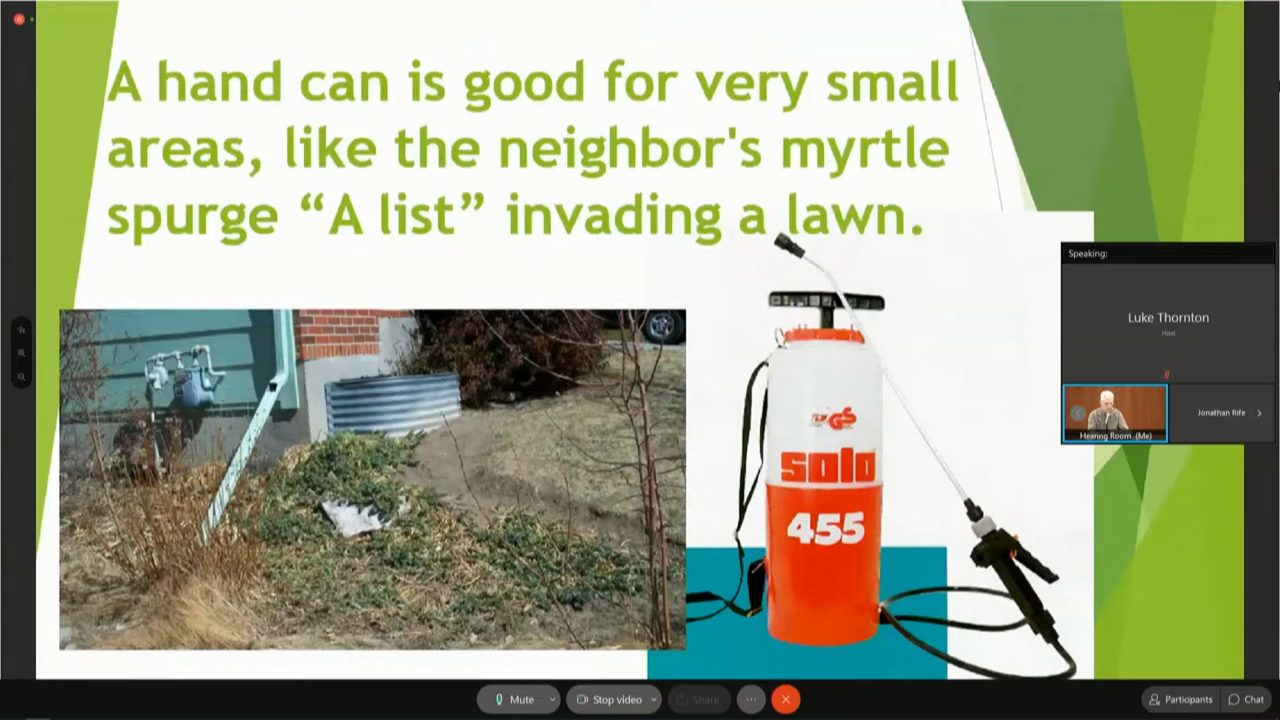 A hand can is good for very small
areas, like the neighbor's myrtle
spurge “A list” invading a lawn.
Speaking:
Luke Thornton
Host
Hearing Room (Me)
Jonathan Rife
GS
solo
455
Mute
Stop video
Share
Participants
Chat